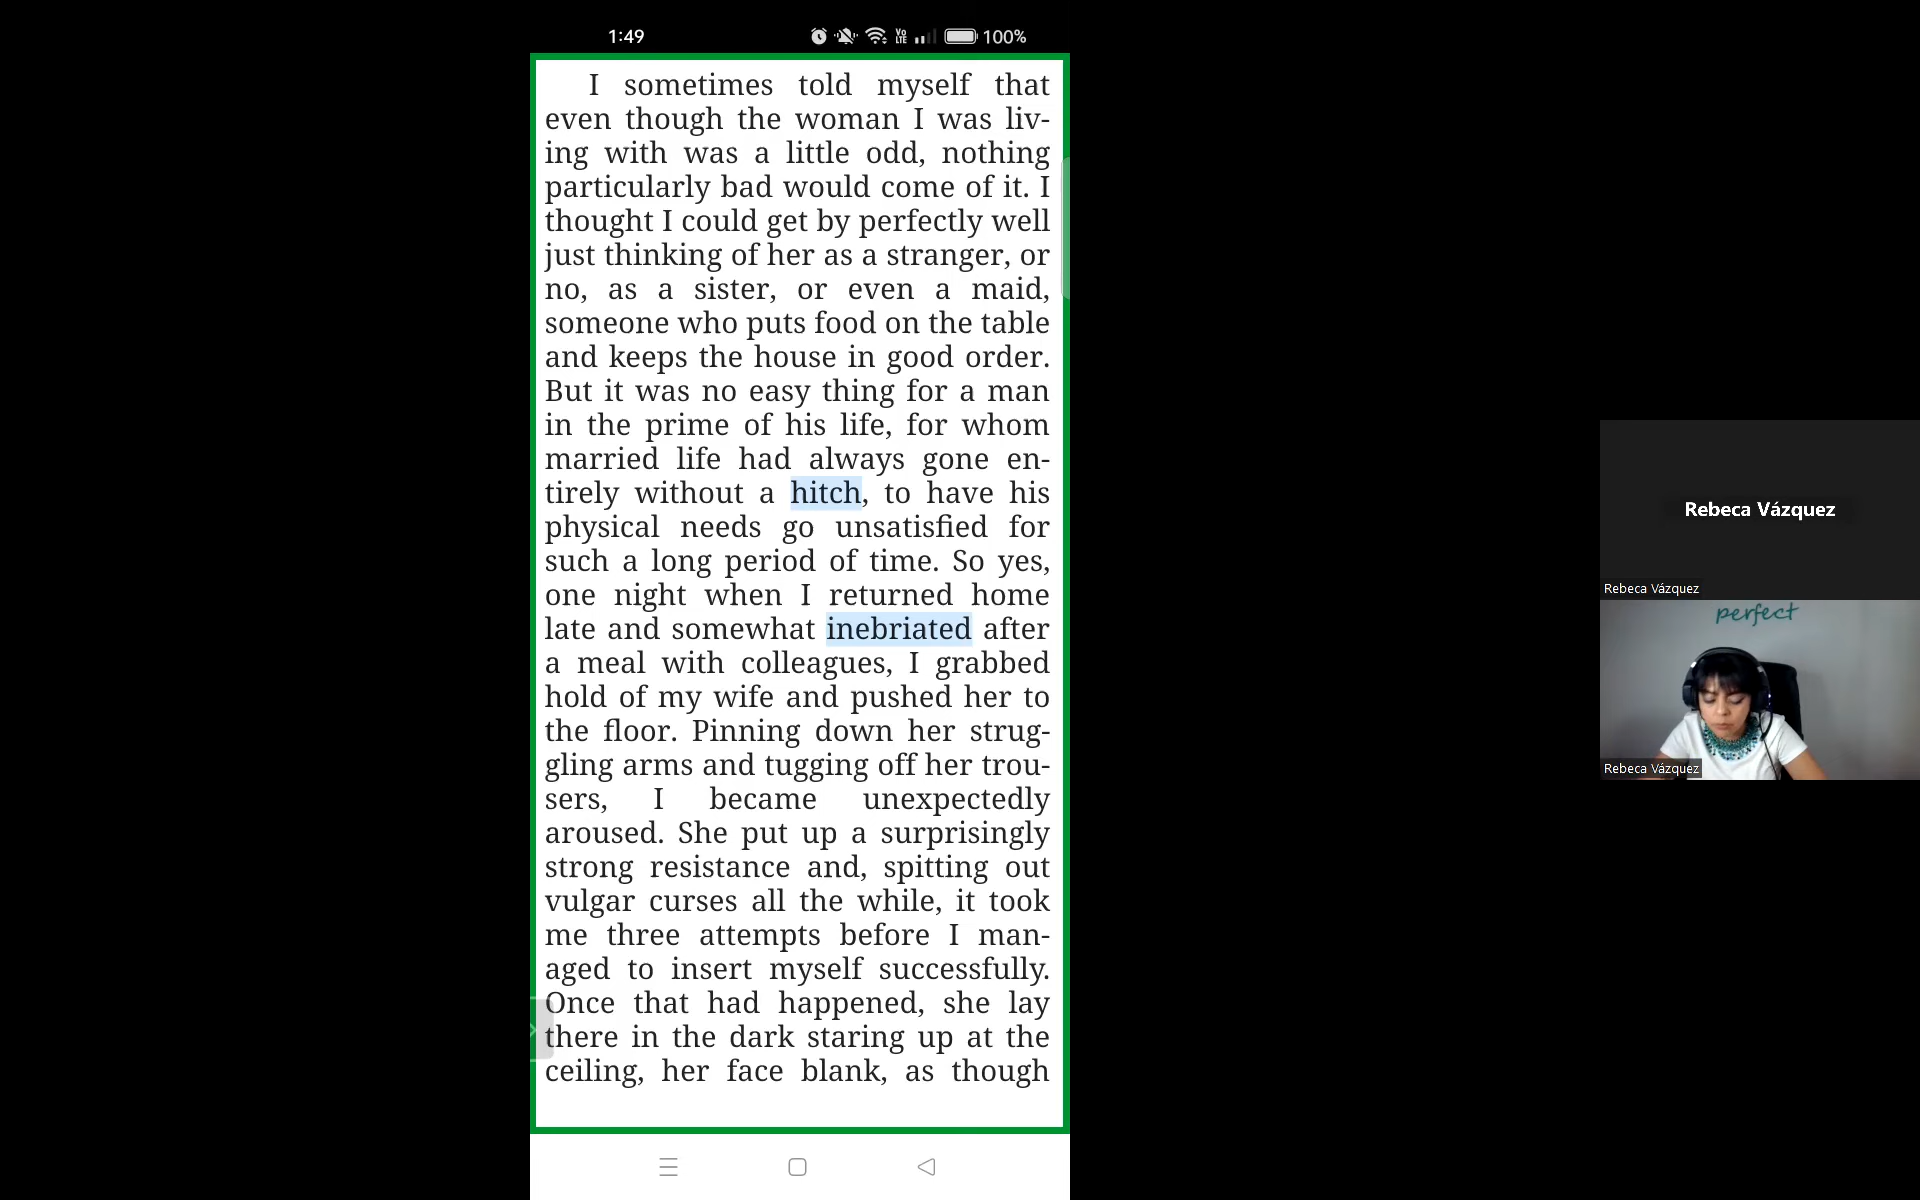 1:49
Vo
LTE
100%
I sometimes told myself that
even though the woman I was liv-
ing with was a little odd, nothing
particularly bad would come of it. I
thought I could get by perfectly well
just thinking of her as a stranger, or
no, as a sister, or even a maid,
someone who puts food on the table
and keeps the house in good order.
But it was no easy thing for a man
in the prime of his life, for whom
married life had always gone en-
tirely without a hitch, to have his
physical needs go unsatisfied for
such a long period of time. So yes,
one night when I returned home
late and somewhat inebriated after
a meal with colleagues, I grabbed
hold of my wife and pushed her to
the floor. Pinning down her strug-
gling arms and tugging off her trou-
sers, I became unexpectedly
aroused. She put up a surprisingly
strong resistance and, spitting out
vulgar curses all the while, it took
me three attempts before I man-
aged to insert myself successfully.
Once that had happened, she lay
there in the dark staring up at the
ceiling, her face blank, as though
Rebeca Vázquez
Rebeca Vázquez
perfect
Rebeca Vázquez